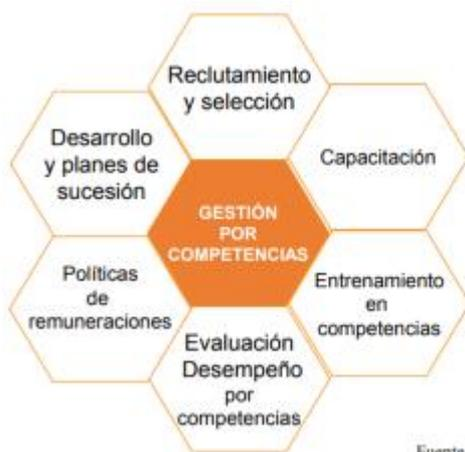 Reclutamiento
y selección
Capacitación
Entrenamiento
en
competencias
Evaluación
Desempeño
por
competencias
Políticas
de
remuneraciones
Desarrollo
y planes de
sucesión
GESTIÓN
POR
COMPETENCIAS